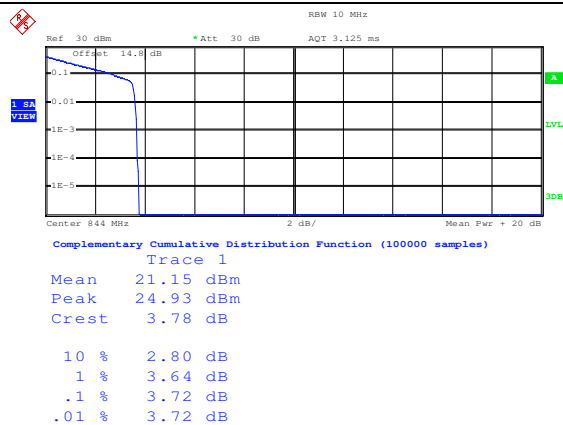 RBW 10 MHz
Ref 30 dBm *Att 30 dB AQT 3.125 ms
Offset 14.8 dB
0.1
A
1 SA
VIEW
0.01
LVL
1E-3
1E-4
1E-5
3DB
Center 844 MHz 2 dB/ Mean Pwr + 20 dB
Complementary Cumulative Distribution Function (100000 samples)
Trace 1
Mean 21.15 dBm
Peak 24.93 dBm
Crest 3.78 dB
10 % 2.80 dB
1 % 3.64 dB
.1 % 3.72 dB
.01 % 3.72 dB